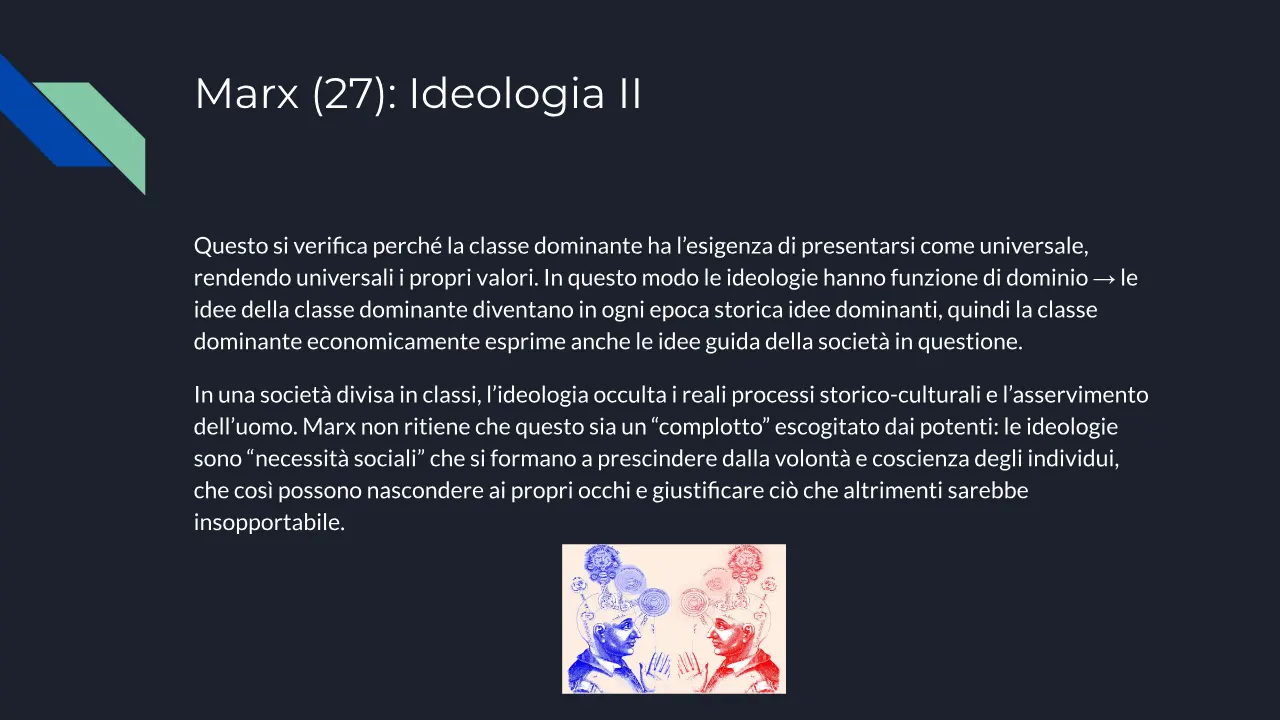 Marx (27): Ideologia II
Questo si verifica perché la classe dominante ha l’esigenza di presentarsi come universale,
rendendo universali i propri valori. In questo modo le ideologie hanno funzione di dominio → le
idee della classe dominante diventano in ogni epoca storica idee dominanti, quindi la classe
dominante economicamente esprime anche le idee guida della società in questione.
In una società divisa in classi, l’ideologia occulta i reali processi storico-culturali e l’asservimento
dell’uomo. Marx non ritiene che questo sia un “complotto” escogitato dai potenti: le ideologie
sono “necessità sociali” che si formano a prescindere dalla volontà e coscienza degli individui,
che così possono nascondere ai propri occhi e giustificare ciò che altrimenti sarebbe
insopportabile.